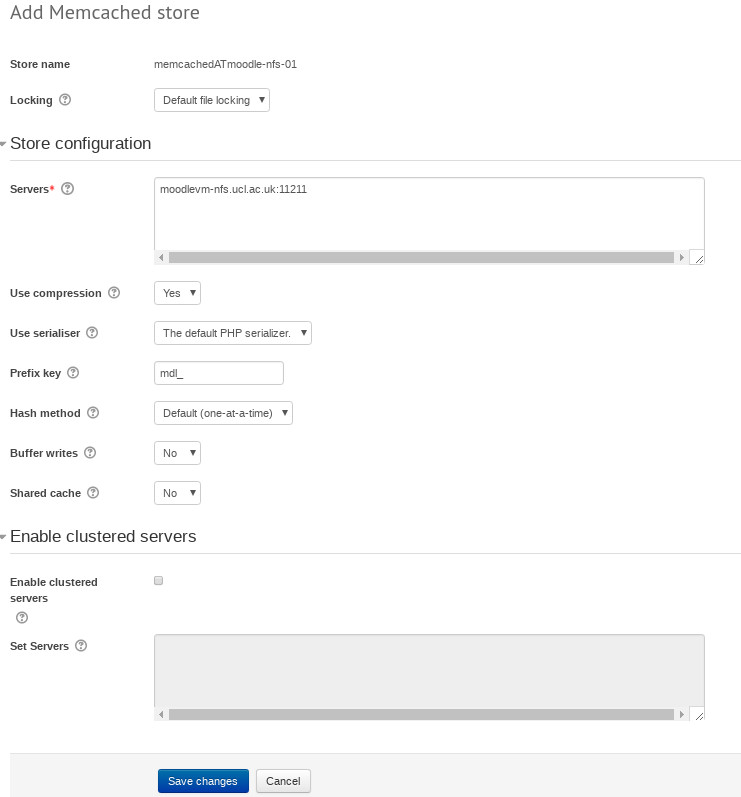 Add Memcached store
Store name memcachedATmoodle-nfs-01
Locking Default file locking
Store configuration
Servers* moodlevm-nfs.ucl.ac.uk:11211
Use compression Yes
Use serialiser The default PHP serializer.
Prefix key mdl_
Hash method Default (one-at-a-time)
Buffer writes No
Shared cache No
Enable clustered servers
Enable clustered
servers
Set Servers
Save changes Cancel